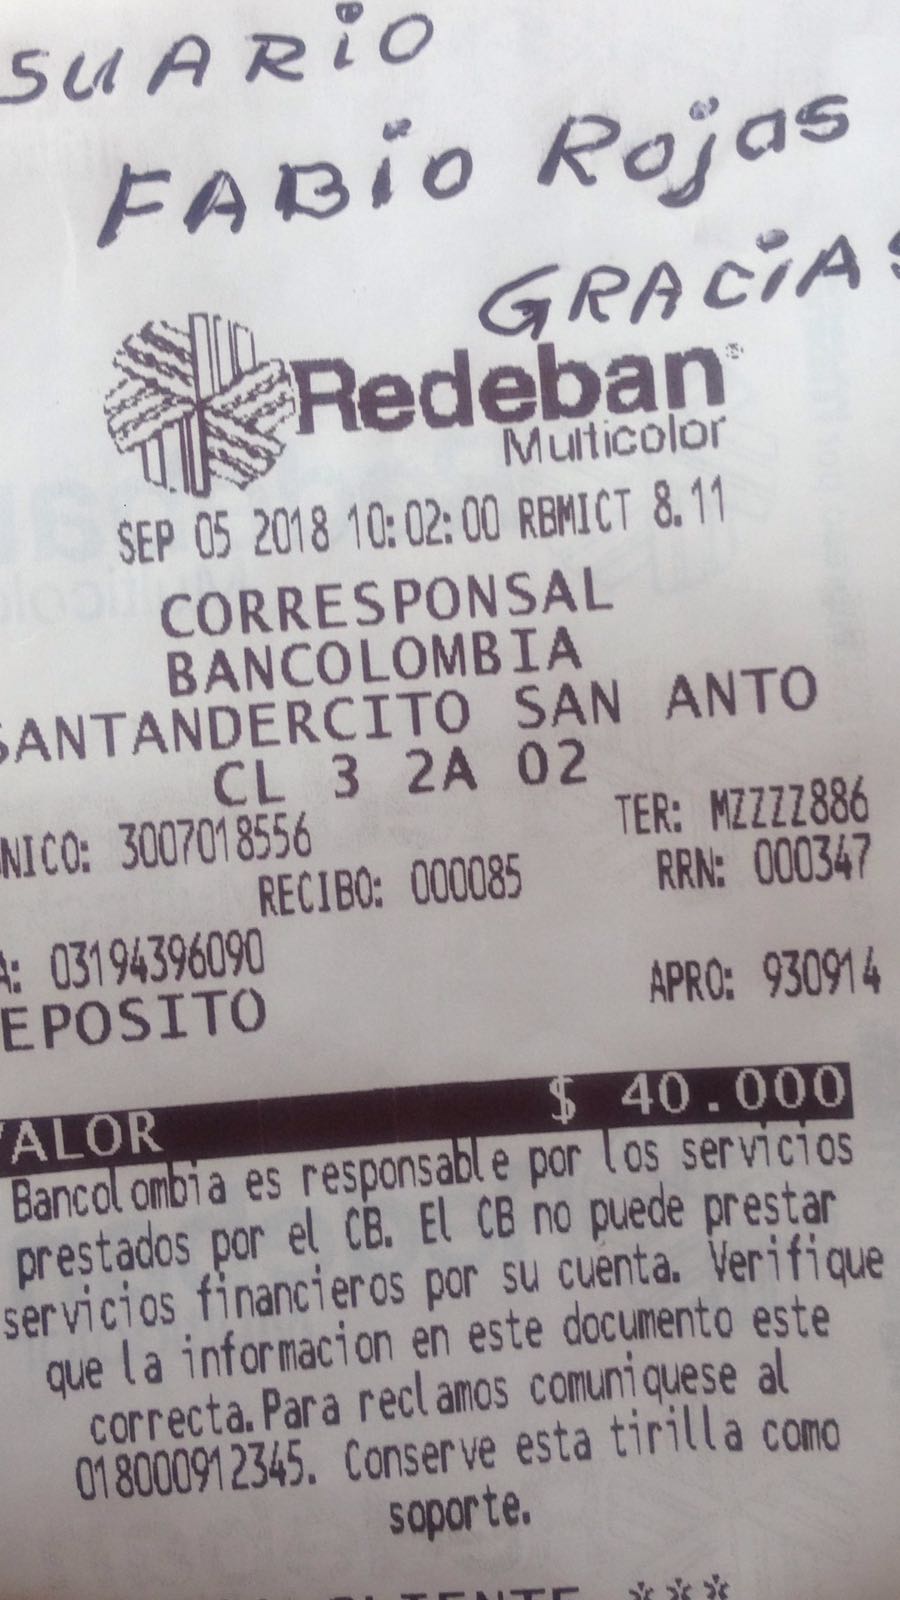 SUARIO
FABIO Rojas
GRACIAS
Redeban
Multicolor
SEP 05 2018 10:02:00 RBMICT 8.11
CORRESPONSAL
BANCOLOMBIA
SANTANDERCITO SAN ANTO
CL 3 2A 02
NICO: 3007018556 TER: MZZZZ886
RECIBO: 000085 RRN: 000347
A: 03194396090
EPOSITO APRO: 930914
VALOR $ 40.000
Bancolombia es responsable por los servicios
prestados por el CB. El CB no puede prestar
servicios financieros por su cuenta. Verifique
que la informacion en este documento este
correcta.Para reclamos comuniquese al
018000912345. Conserve esta tirilla como
soporte.
***